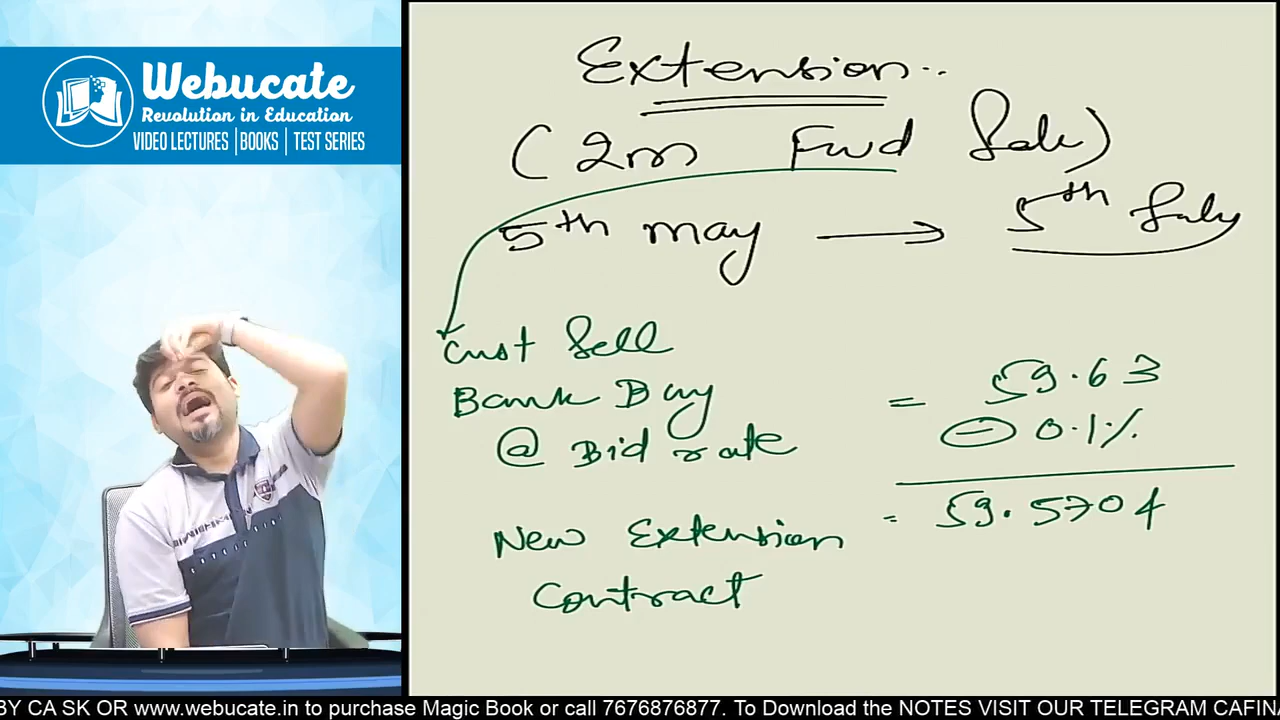 Webucate
Revolution in Education
VIDEO LECTURES | BOOKS | TEST SERIES
Extension..
(2m Fwd Sale)
5th may → 5th July
Cust Sell
Bank Buy = 59.63
@ Bid rate (-) 0.1%
New Extension = 59.5704
Contract
BY CA SK OR www.webucate.in to purchase Magic Book or call 7676876877. To Download the NOTES VISIT OUR TELEGRAM CAFINA